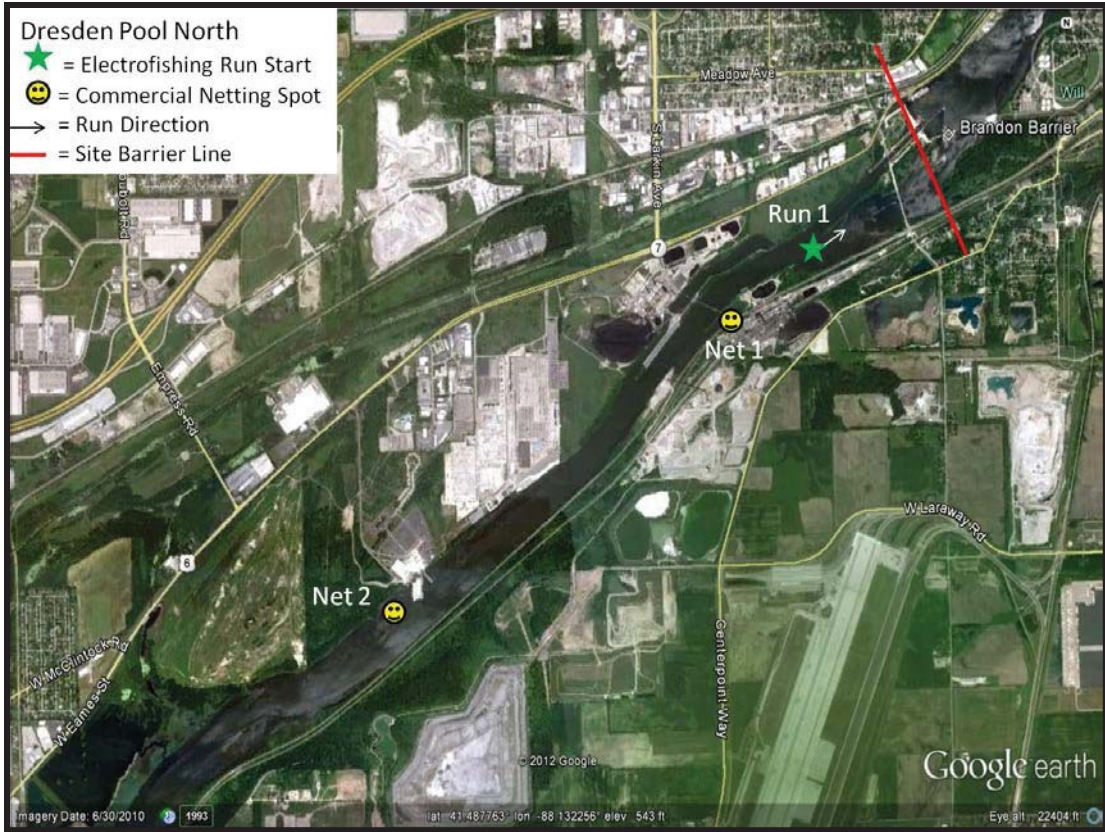 Dresden Pool North
= Electrofishing Run Start
= Commercial Netting Spot
= Run Direction
= Site Barrier Line
N
Meadow Ave
Will
Brandon Barrier
S Larkin Ave
Run 1
7
Net 1
Empress Rd
W Laraway Rd
6
Net 2
Centerpoint Way
W McClintock Rd
W Eames St
© 2012 Google
Google earth
Imagery Date: 6/30/2010
1993
lat 41.487763° lon -88.132256° elev 543 ft
Eye alt 22404 ft